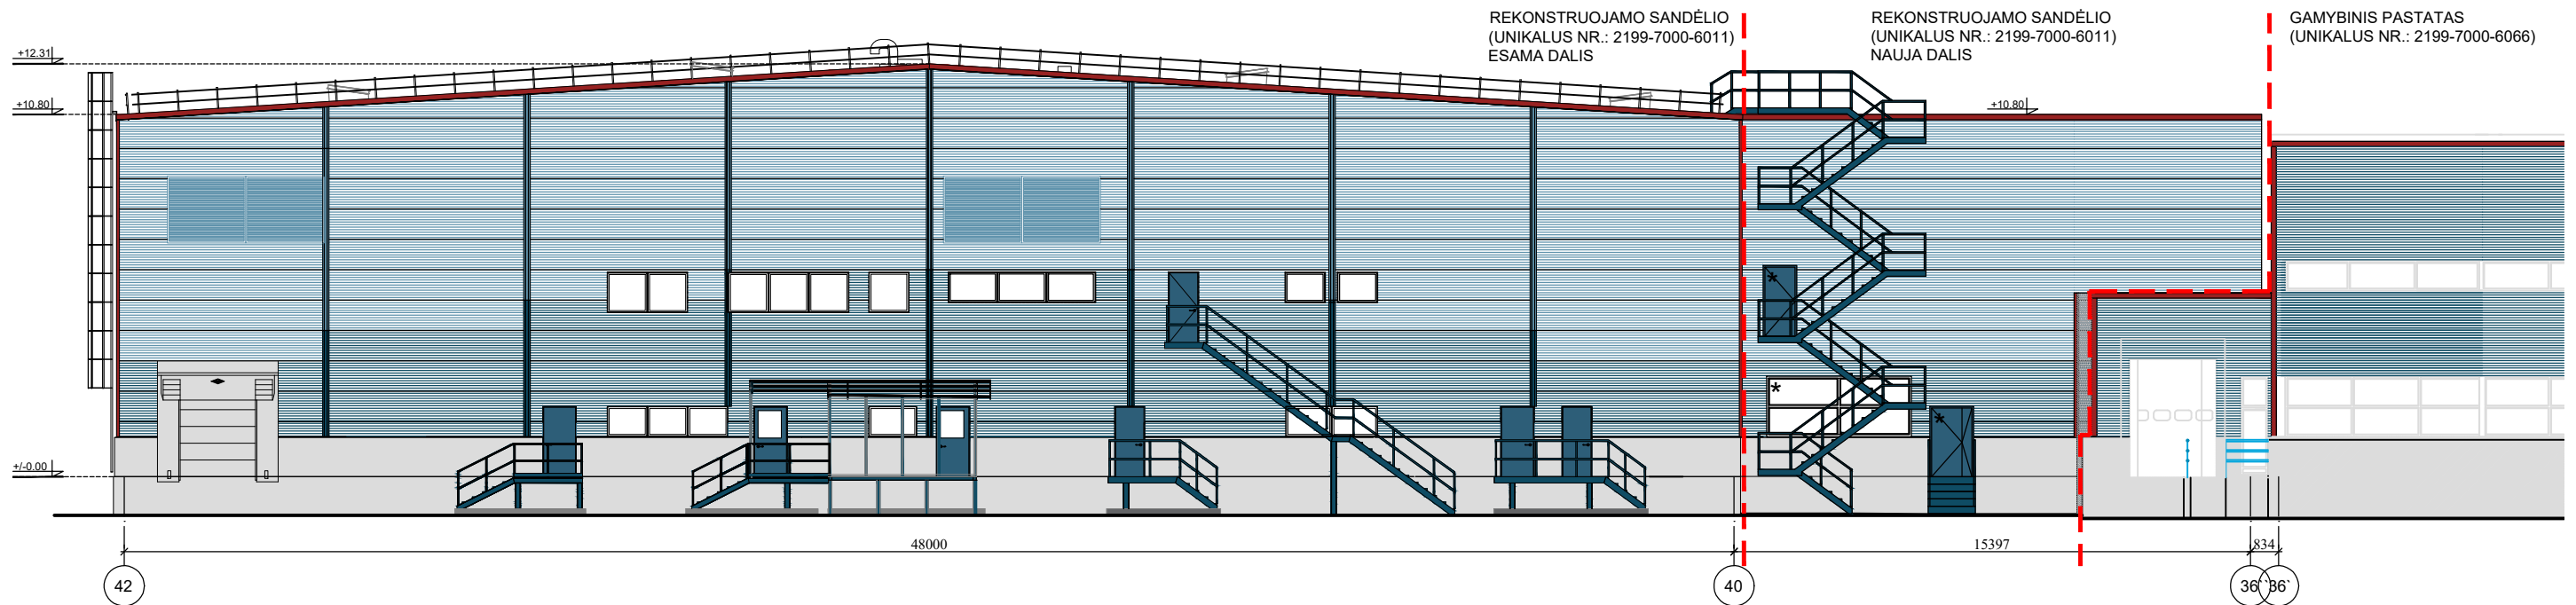 REKONSTRUOJAMO SANDĖLIO
(UNIKALUS NR.: 2199-7000-6011)
ESAMA DALIS
REKONSTRUOJAMO SANDĖLIO
(UNIKALUS NR.: 2199-7000-6011)
NAUJA DALIS
GAMYBINIS PASTATAS
(UNIKALUS NR.: 2199-7000-6066)
+12.31
+10.80
+10.80
*
*
*
+/-0.00
48000
15397
834
42
40
36``
36`